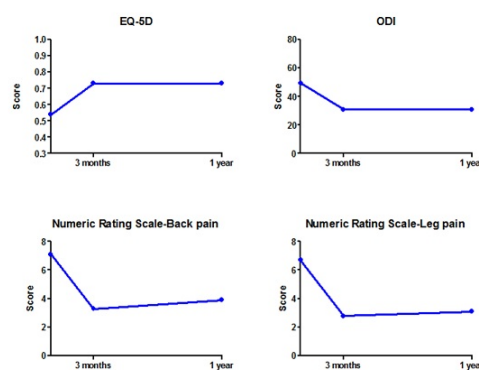 EQ-5D
Score
1.0
0.9
0.8
0.7
0.6
0.5
0.4
0.3
3 months
1 year
ODI
Score
80
60
40
20
0
3 months
1 year
Numeric Rating Scale-Back pain
Score
8
6
4
2
0
3 months
1 year
Numeric Rating Scale-Leg pain
Score
8
6
4
2
0
3 months
1 year